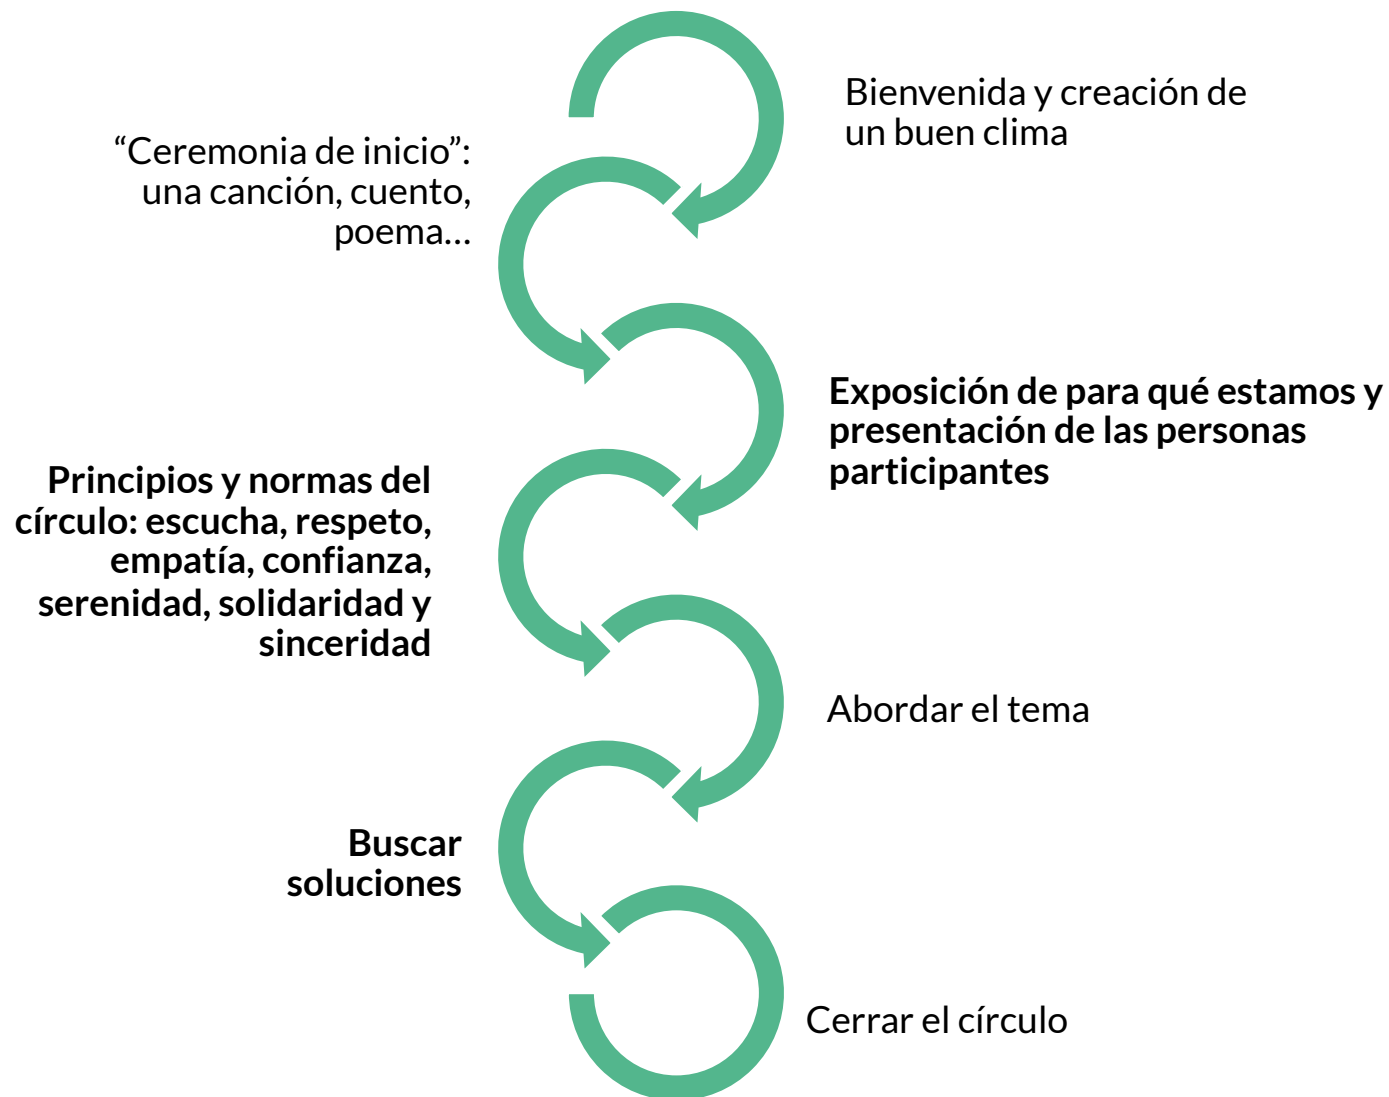 Bienvenida y creación de
un buen clima
“Ceremonia de inicio”:
una canción, cuento,
poema...
Exposición de para qué estamos y
presentación de las personas
participantes
Principios y normas del
círculo: escucha, respeto,
empatía, confianza,
serenidad, solidaridad y
sinceridad
Abordar el tema
Buscar
soluciones
Cerrar el círculo